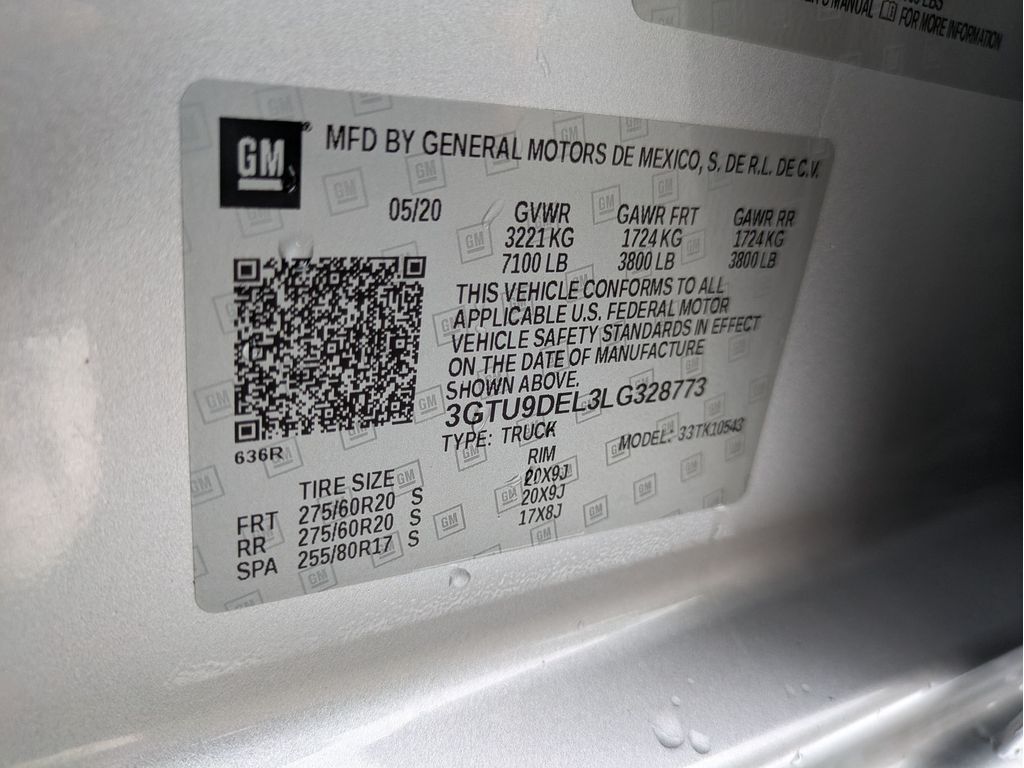 MANUAL FOR MORE INFORMATION
GM
MFD BY GENERAL MOTORS DE MEXICO, S. DE R.L. DE C.V.
05/20 GVWR GAWR FRT GAWR RR
3221 KG 1724 KG 1724 KG
7100 LB 3800 LB 3800 LB
THIS VEHICLE CONFORMS TO ALL
APPLICABLE U.S. FEDERAL MOTOR
VEHICLE SAFETY STANDARDS IN EFFECT
ON THE DATE OF MANUFACTURE
SHOWN ABOVE.
3GTU9DEL3LG328773
636R
TYPE: TRUCK MODEL: 33TK10543
TIRE SIZE RIM
FRT 275/60R20 S 20X9J
RR 275/60R20 S 20X9J
SPA 255/80R17 S 17X8J